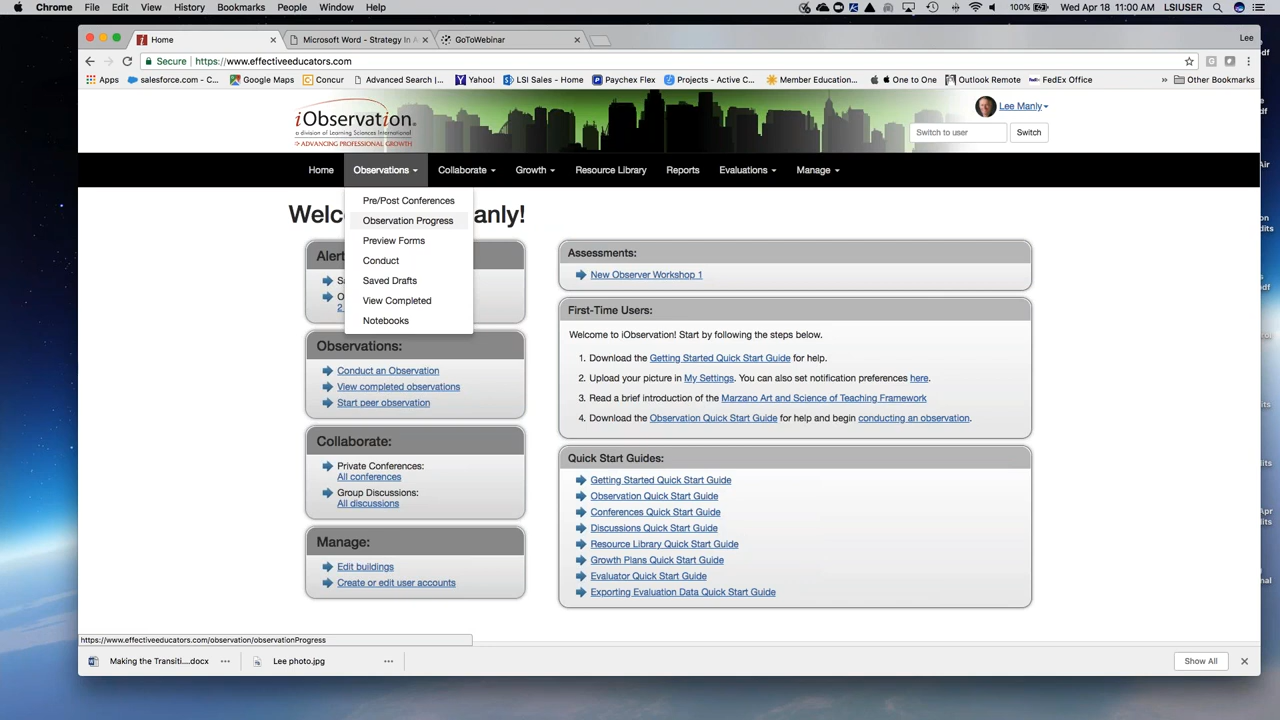 Chrome File Edit View History Bookmarks People Window Help 100% Wed Apr 18 11:00 AM LSIUSER
Home Microsoft Word - Strategy In A GoToWebinar Lee
Secure https://www.effectiveeducators.com
Apps salesforce.com - C... Google Maps Concur Advanced Search |... Yahoo! LSI Sales - Home Paychex Flex Projects - Active C... Member Education... One to One Outlook Remote FedEx Office » Other Bookmarks
iObservation.
a division of Learning Sciences International
ADVANCING PROFESSIONAL GROWTH
Lee Manly
Switch to user Switch
Home Observations Collaborate Growth Resource Library Reports Evaluations Manage
Pre/Post Conferences
Observation Progress
Preview Forms
Conduct
Saved Drafts
View Completed
Notebooks
Welc anly!
Alert
Sa
O
2
Observations:
Conduct an Observation
View completed observations
Start peer observation
Collaborate:
Private Conferences:
All conferences
Group Discussions:
All discussions
Manage:
Edit buildings
Create or edit user accounts
Assessments:
New Observer Workshop 1
First-Time Users:
Welcome to iObservation! Start by following the steps below.
1. Download the Getting Started Quick Start Guide for help.
2. Upload your picture in My Settings. You can also set notification preferences here.
3. Read a brief introduction of the Marzano Art and Science of Teaching Framework
4. Download the Observation Quick Start Guide for help and begin conducting an observation.
Quick Start Guides:
Getting Started Quick Start Guide
Observation Quick Start Guide
Conferences Quick Start Guide
Discussions Quick Start Guide
Resource Library Quick Start Guide
Growth Plans Quick Start Guide
Evaluator Quick Start Guide
Exporting Evaluation Data Quick Start Guide
https://www.effectiveeducators.com/observation/observationProgress
Making the Transiti....docx Lee photo.jpg Show All